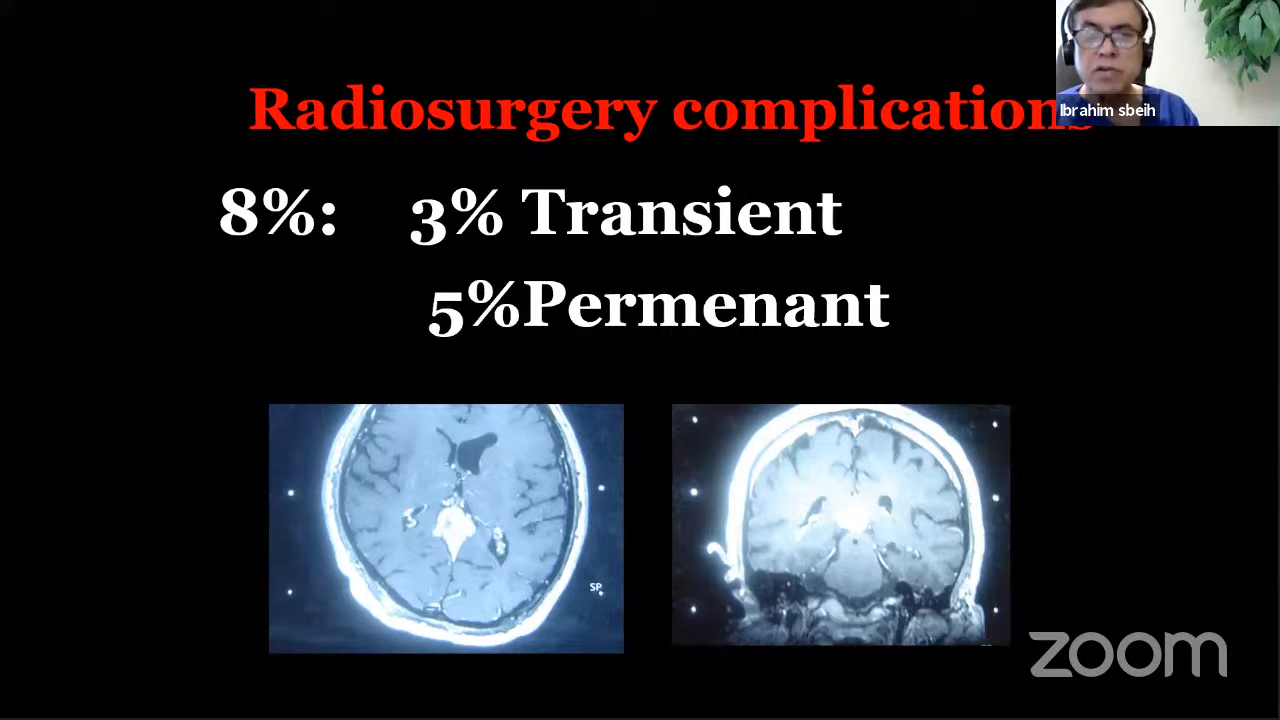 Radiosurgery complications
Ibrahim sbeih
8%: 3% Transient
5%Permenant
SP
zoom